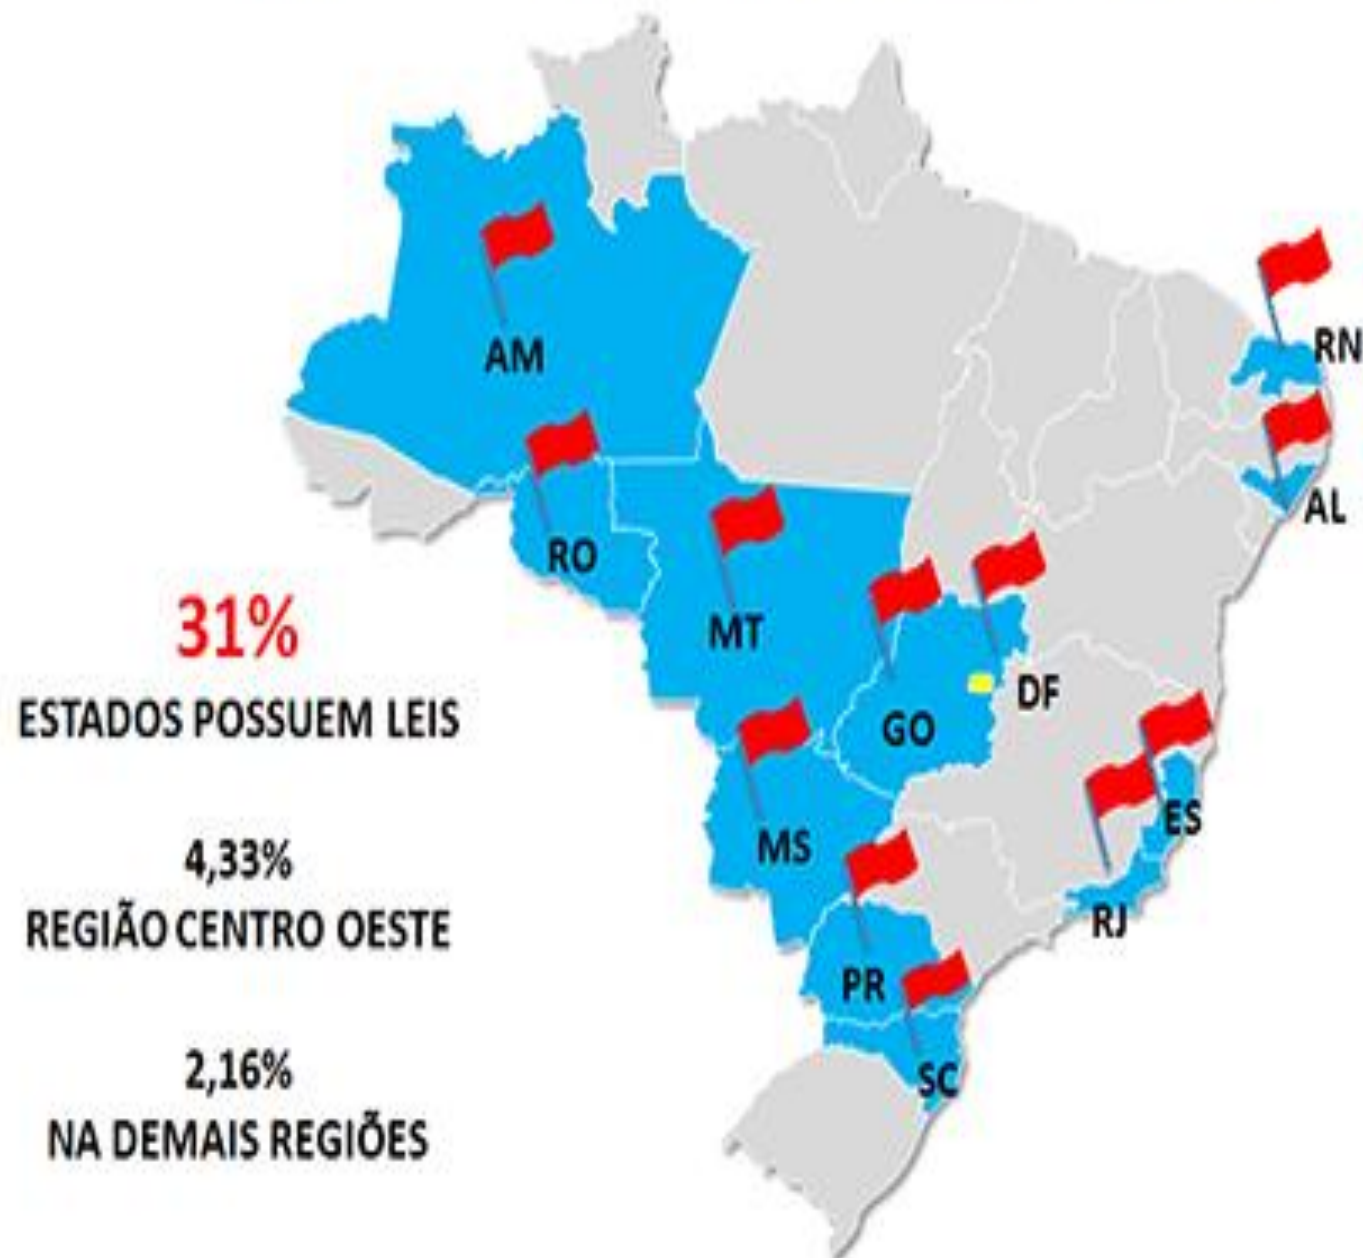 AM
RN
AL
RO
MT
31%
ESTADOS POSSUEM LEIS
DF
GO
4,33%
REGIÃO CENTRO OESTE
MS
ES
RJ
PR
2,16%
NA DEMAIS REGIÕES
SC